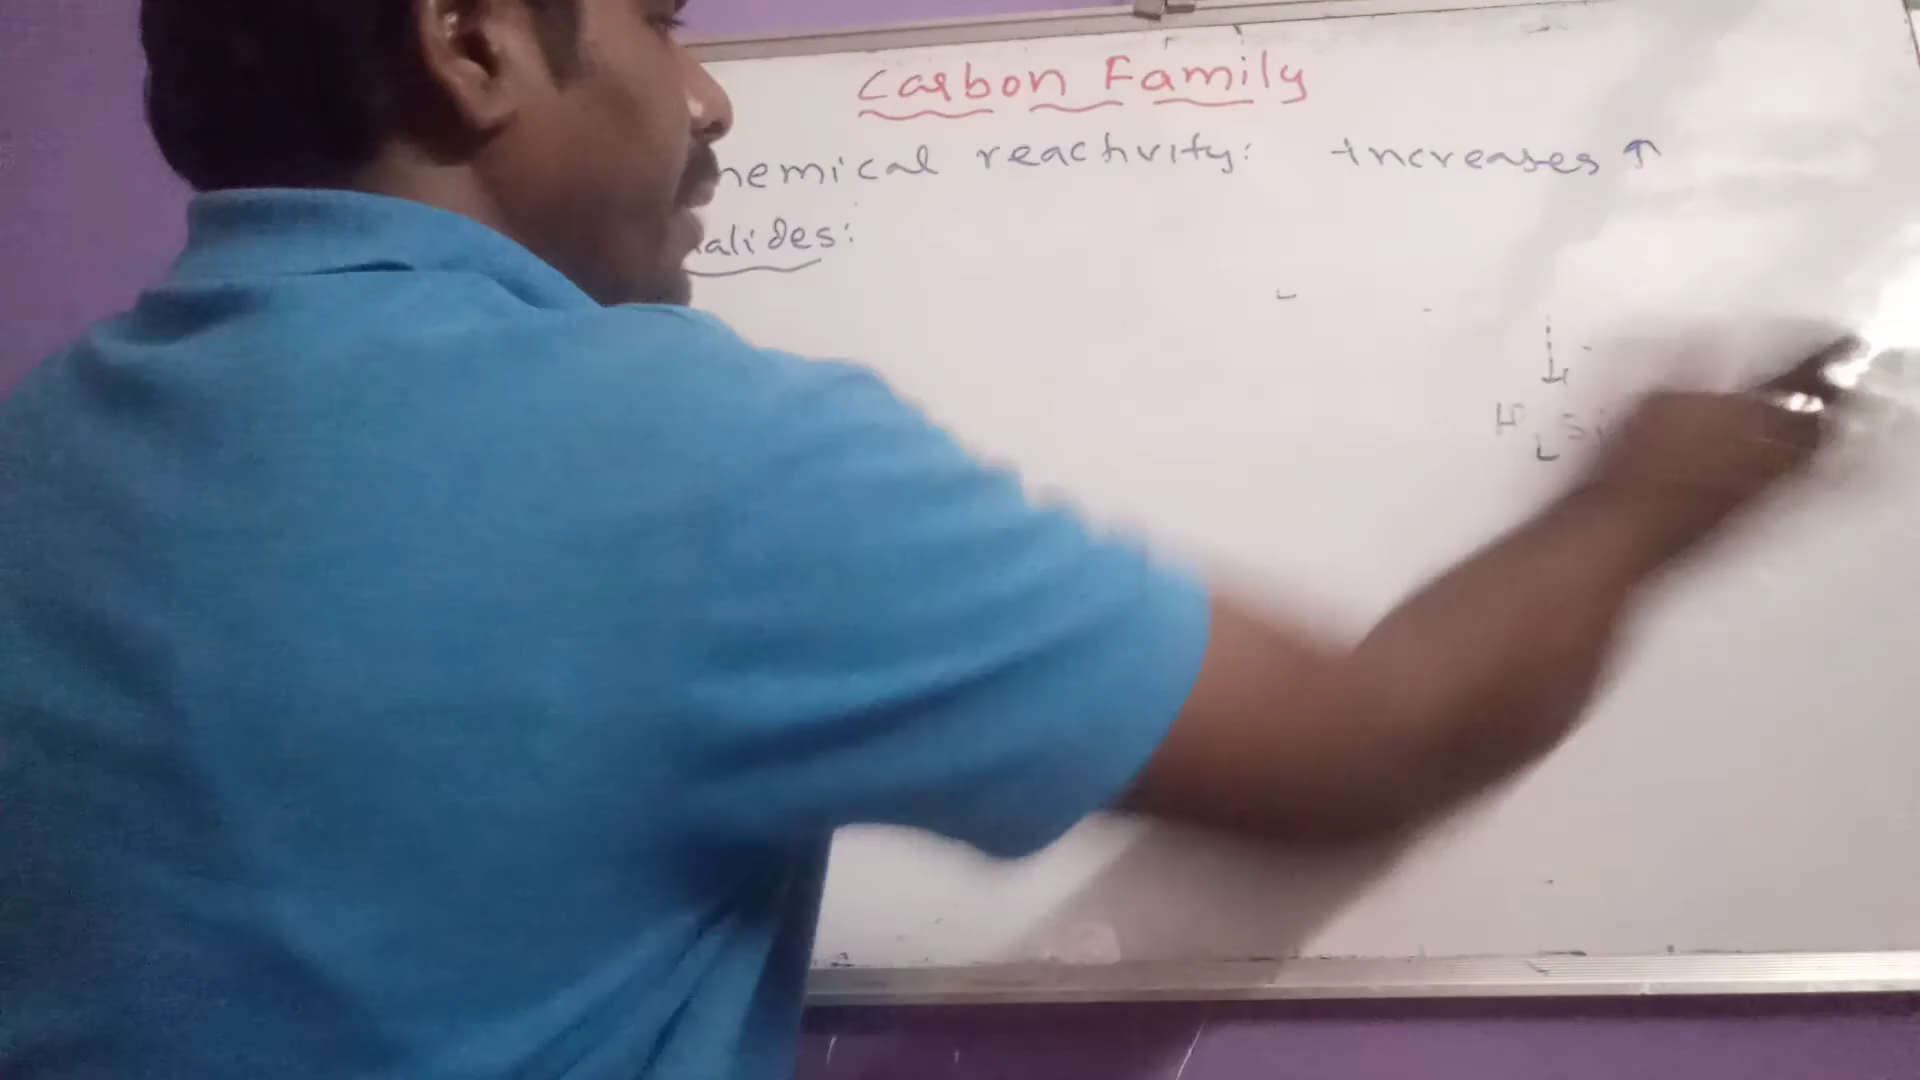 Carbon Family
hemical reactivity: increases ↑
alides: